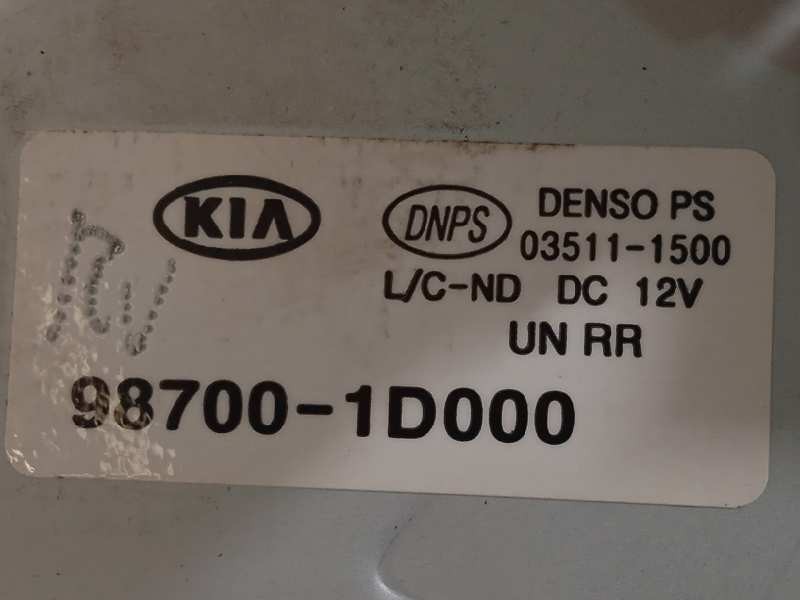 KIA
DNPS
DENSO PS
03511-1500
L/C-ND DC 12V
UN RR
98700-1D000